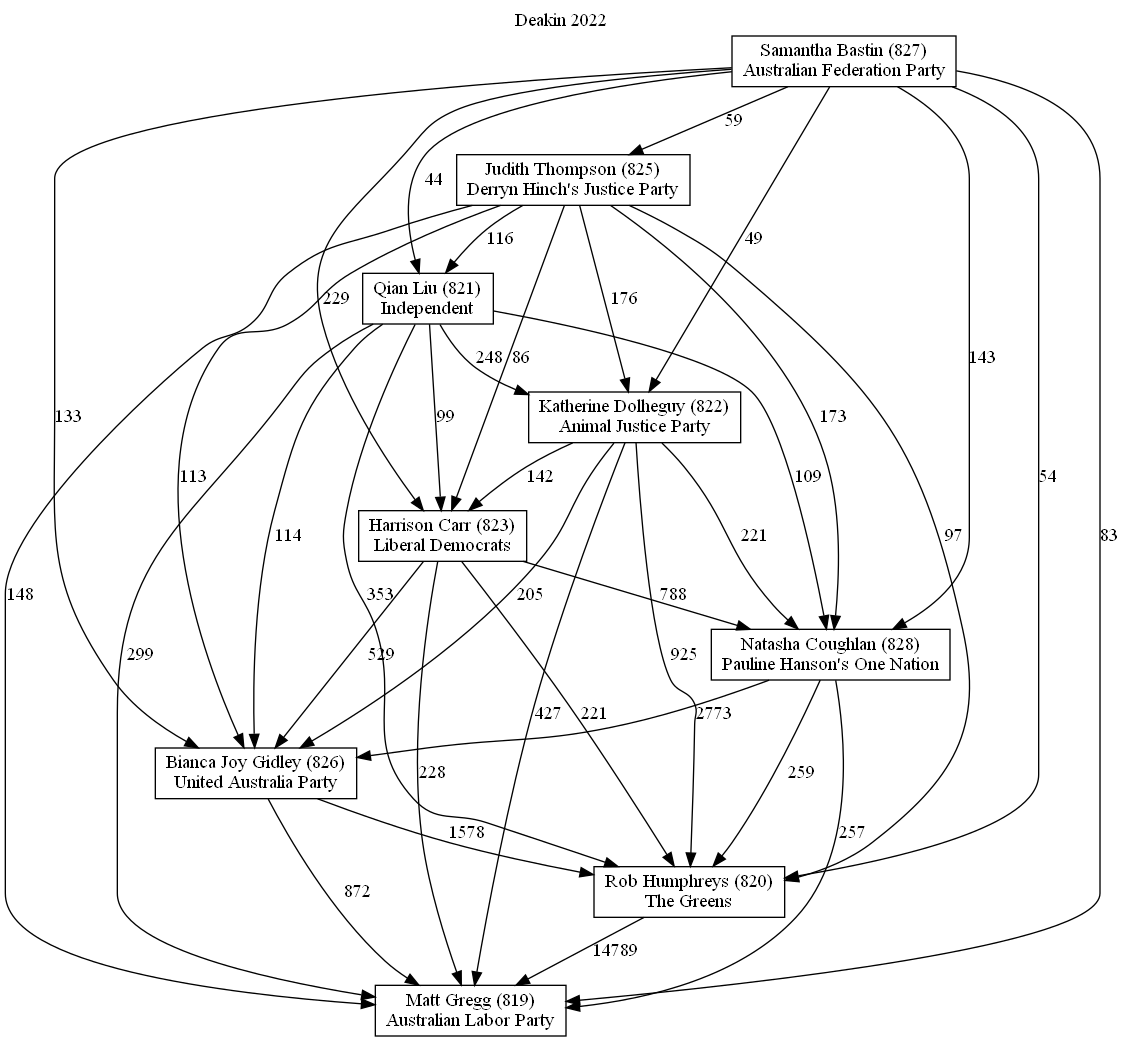 Deakin 2022
Samantha Bastin (827)
Australian Federation Party
59
Judith Thompson (825)
Derryn Hinch's Justice Party
44
116
49
Qian Liu (821)
Independent
229
176
248
86
143
Katherine Dolheguy (822)
Animal Justice Party
133
99
173
113
142
109
54
Harrison Carr (823)
Liberal Democrats
114
221
97
83
148
353
205
788
Natasha Coughlan (828)
Pauline Hanson's One Nation
299
529
925
427
221
2773
Bianca Joy Gidley (826)
United Australia Party
228
259
1578
257
Rob Humphreys (820)
The Greens
872
14789
Matt Gregg (819)
Australian Labor Party